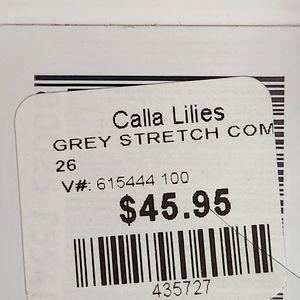 Calla Lilies
GREY STRETCH COM
26
V#: 615444 100
$45.95
435727